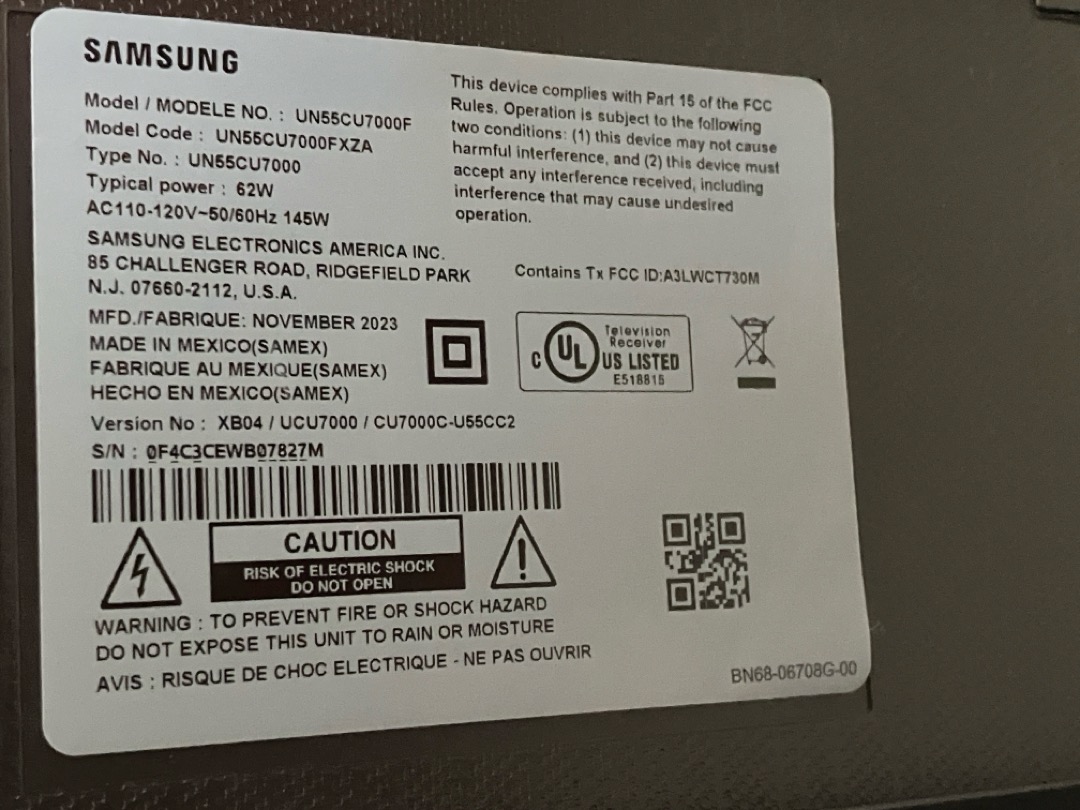 SAMSUNG
Model / MODELE NO. : UN55CU7000F
Model Code : UN55CU7000FXZA
Type No. : UN55CU7000
Typical power : 62W
AC110-120V~50/60Hz 145W
SAMSUNG ELECTRONICS AMERICA INC.
85 CHALLENGER ROAD, RIDGEFIELD PARK
N.J. 07660-2112, U.S.A.
MFD./FABRIQUE: NOVEMBER 2023
MADE IN MEXICO(SAMEX)
FABRIQUE AU MEXIQUE(SAMEX)
HECHO EN MEXICO(SAMEX)
Version No : XB04 / UCU7000 / CU7000C-U55CC2
S/N : 0F4C3CEWB07827M
This device complies with Part 15 of the FCC
Rules. Operation is subject to the following
two conditions: (1) this device may not cause
harmful interference, and (2) this device must
accept any interference received, including
interference that may cause undesired
operation.
Contains Tx FCC ID:A3LWCT730M
C UL US LISTED
Television
Receiver
E518815
CAUTION
RISK OF ELECTRIC SHOCK
DO NOT OPEN
WARNING : TO PREVENT FIRE OR SHOCK HAZARD
DO NOT EXPOSE THIS UNIT TO RAIN OR MOISTURE
AVIS : RISQUE DE CHOC ELECTRIQUE - NE PAS OUVRIR
BN68-06708G-00